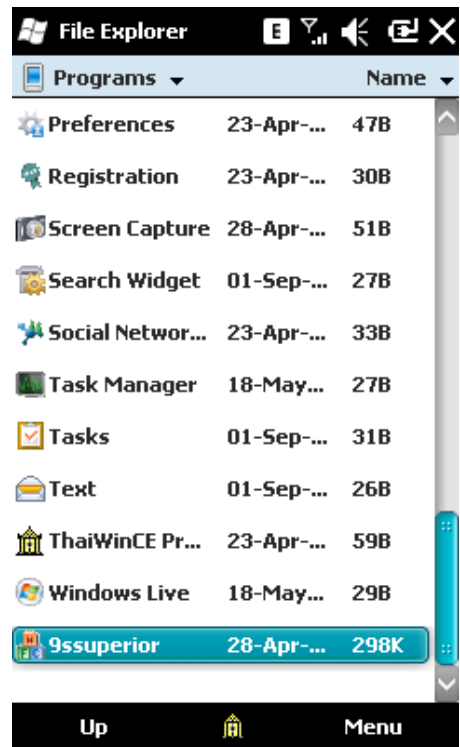 File Explorer E
Programs Name
Preferences 23-Apr-... 47B
Registration 23-Apr-... 30B
Screen Capture 28-Apr-... 51B
Search Widget 01-Sep-... 27B
Social Networ... 23-Apr-... 33B
Task Manager 18-May... 27B
Tasks 01-Sep-... 31B
Text 01-Sep-... 26B
ThaiWinCE Pr... 23-Apr-... 59B
Windows Live 18-May... 29B
9ssuperior 28-Apr-... 298K
Up Menu